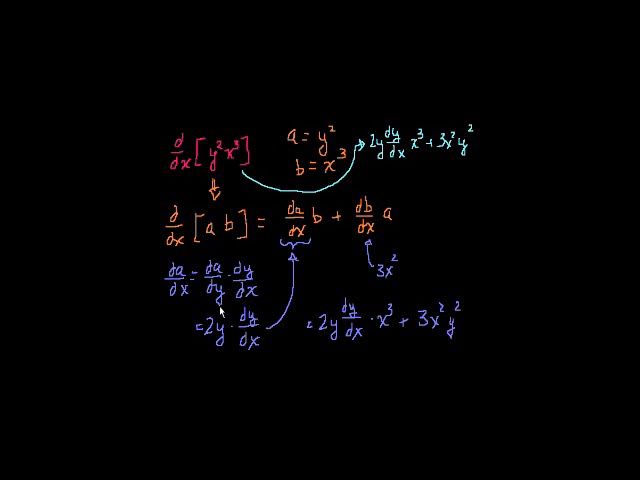 d/dx [y²x³]
a = y²
b = x³
2y dy/dx x³ + 3x²y²
d/dx [a b] = da/dx b + db/dx a
da/dx = da/dy · dy/dx
3x²
= 2y · dy/dx
= 2y dy/dx · x³ + 3x²y²